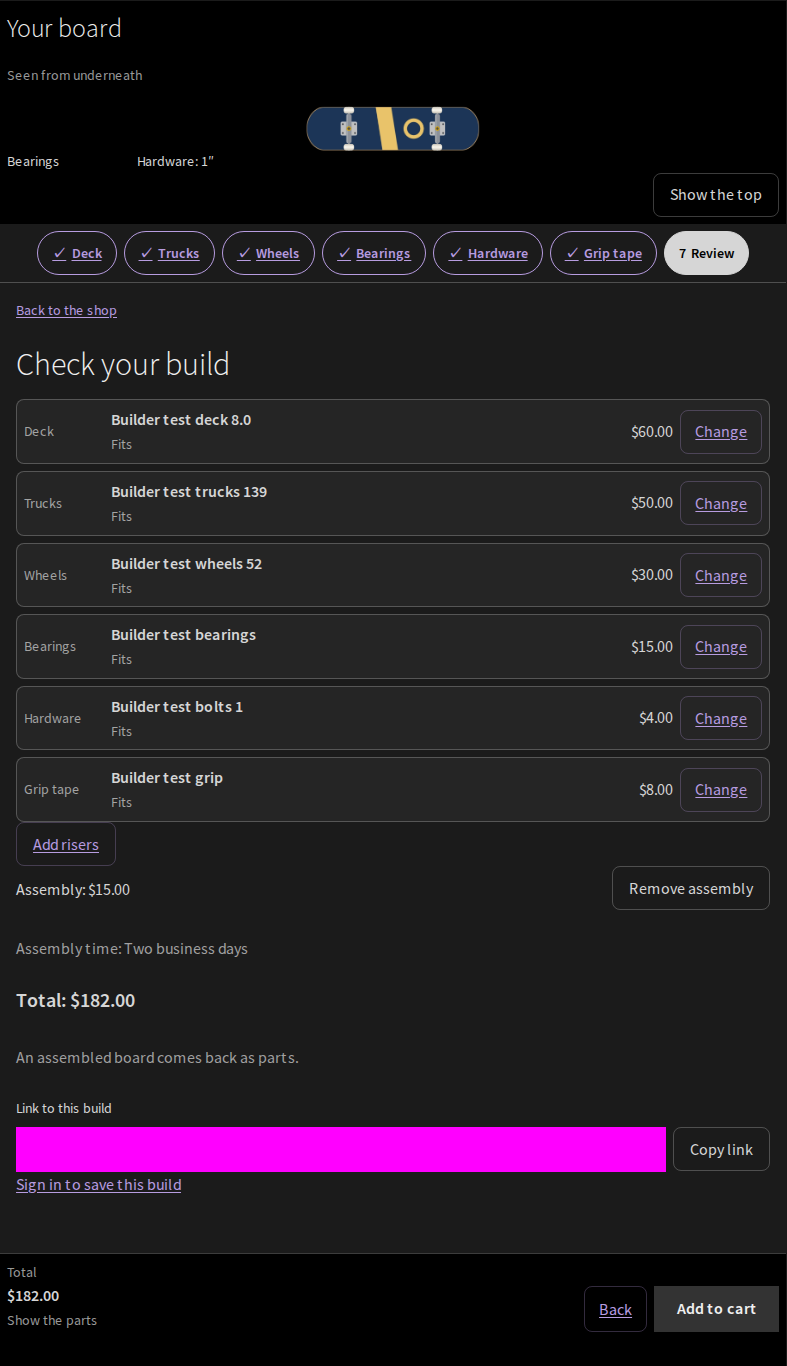 Your board
Seen from underneath
Bearings Hardware: 1"
Show the top
✓ Deck ✓ Trucks ✓ Wheels ✓ Bearings ✓ Hardware ✓ Grip tape 7 Review
Back to the shop
Check your build
Deck Builder test deck 8.0 $60.00 Change
Fits
Trucks Builder test trucks 139 $50.00 Change
Fits
Wheels Builder test wheels 52 $30.00 Change
Fits
Bearings Builder test bearings $15.00 Change
Fits
Hardware Builder test bolts 1 $4.00 Change
Fits
Grip tape Builder test grip $8.00 Change
Fits
Add risers
Assembly: $15.00 Remove assembly
Assembly time: Two business days
Total: $182.00
An assembled board comes back as parts.
Link to this build
Copy link
Sign in to save this build
Total
$182.00
Show the parts
Back Add to cart